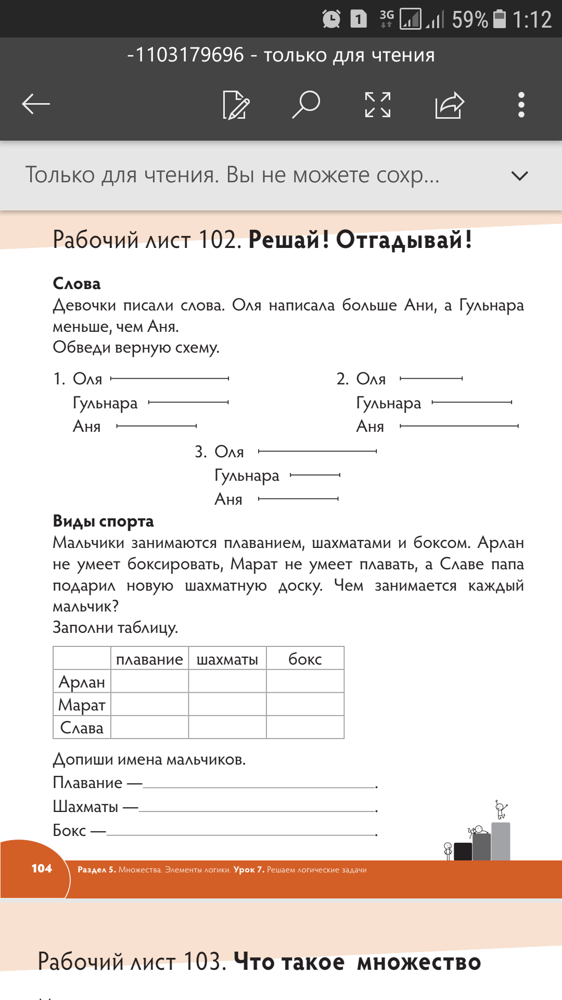 1 3G 59% 1:12
-1103179696 - только для чтения
Только для чтения. Вы не можете сохр...
Рабочий лист 102. Решай! Отгадывай!
Слова
Девочки писали слова. Оля написала больше Ани, а Гульнара
меньше, чем Аня.
Обведи верную схему.
1. Оля
Гульнара
Аня
2. Оля
Гульнара
Аня
3. Оля
Гульнара
Аня
Виды спорта
Мальчики занимаются плаванием, шахматами и боксом. Арлан
не умеет боксировать, Марат не умеет плавать, а Славе папа
подарил новую шахматную доску. Чем занимается каждый
мальчик?
Заполни таблицу.
плавание шахматы бокс
Арлан
Марат
Слава
Допиши имена мальчиков.
Плавание —.
Шахматы —.
Бокс —.
104 Раздел 5. Множества. Элементы логики. Урок 7. Решаем логические задачи
Рабочий лист 103. Что такое множество